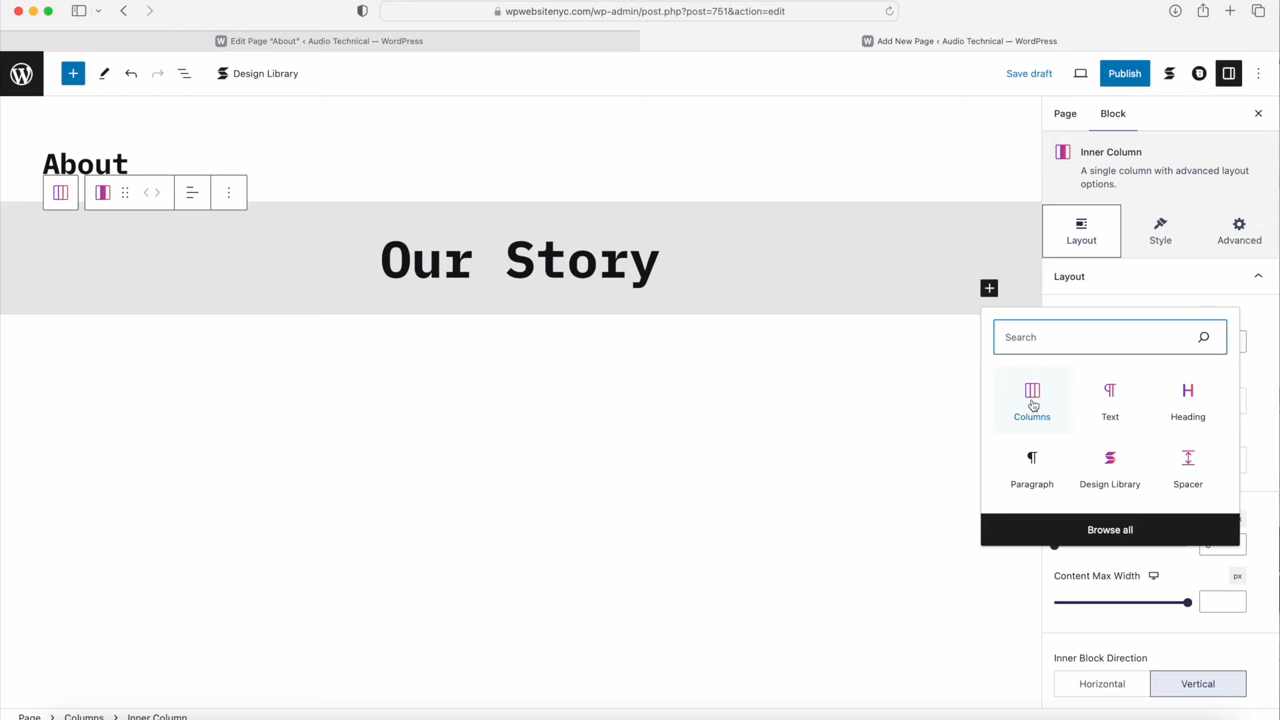 wpwebsitenyc.com/wp-admin/post.php?post=751&action=edit
Edit Page “About” ‹ Audio Technical — WordPress
Add New Page ‹ Audio Technical — WordPress
Design Library
Save draft
Publish
Page
Block
About
Inner Column
A single column with advanced layout
options.
Layout
Style
Advanced
Our Story
Layout
Search
Columns
Text
Heading
Paragraph
Design Library
Spacer
Browse all
Content Max Width
px
Inner Block Direction
Horizontal
Vertical
Page
Columns
Inner Column